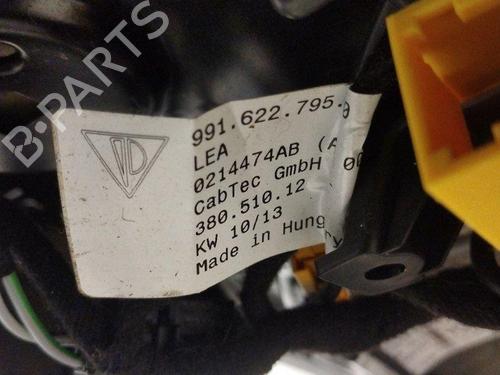 B-PARTS
991.622.795.
LEA
0214474AB (A
CabTec GmbH
380.510.12
KW 10/13
Made in Hung